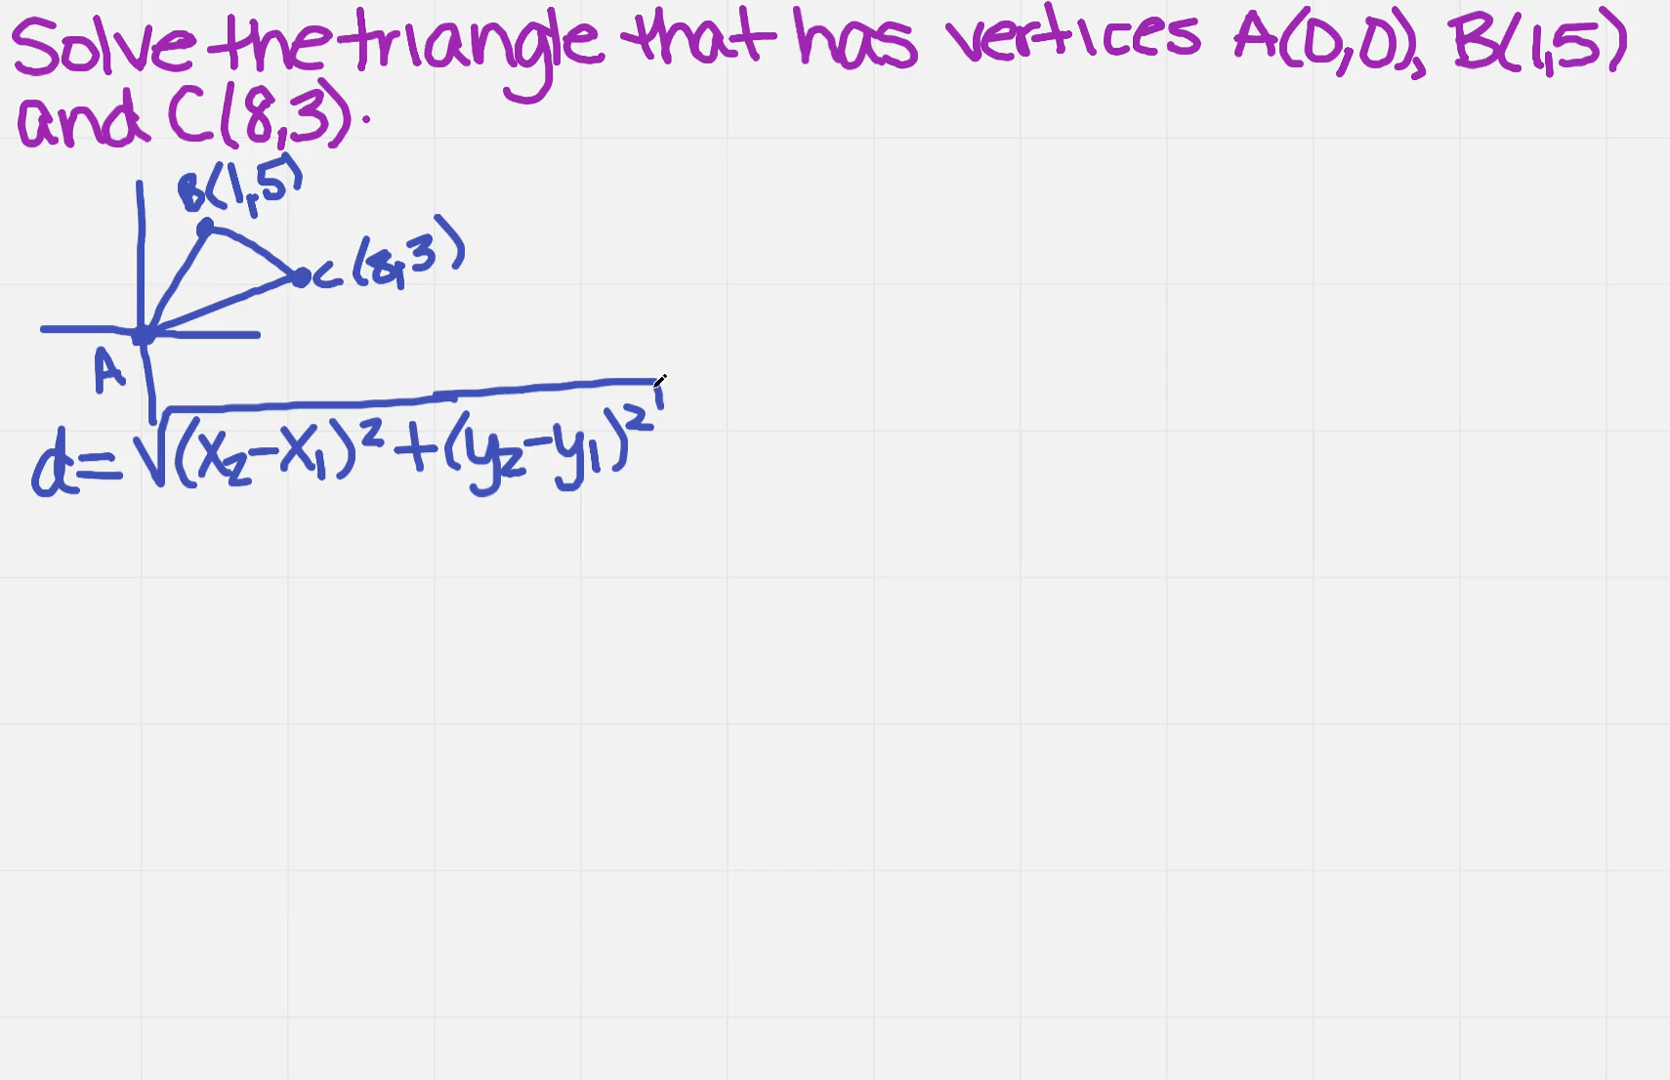 Solve the triangle that has vertices A(0,0), B(1,5)
and C(8,3).
B(1,5)
C(8,3)
A
d=√(x₂-x₁)²+(y₂-y₁)²